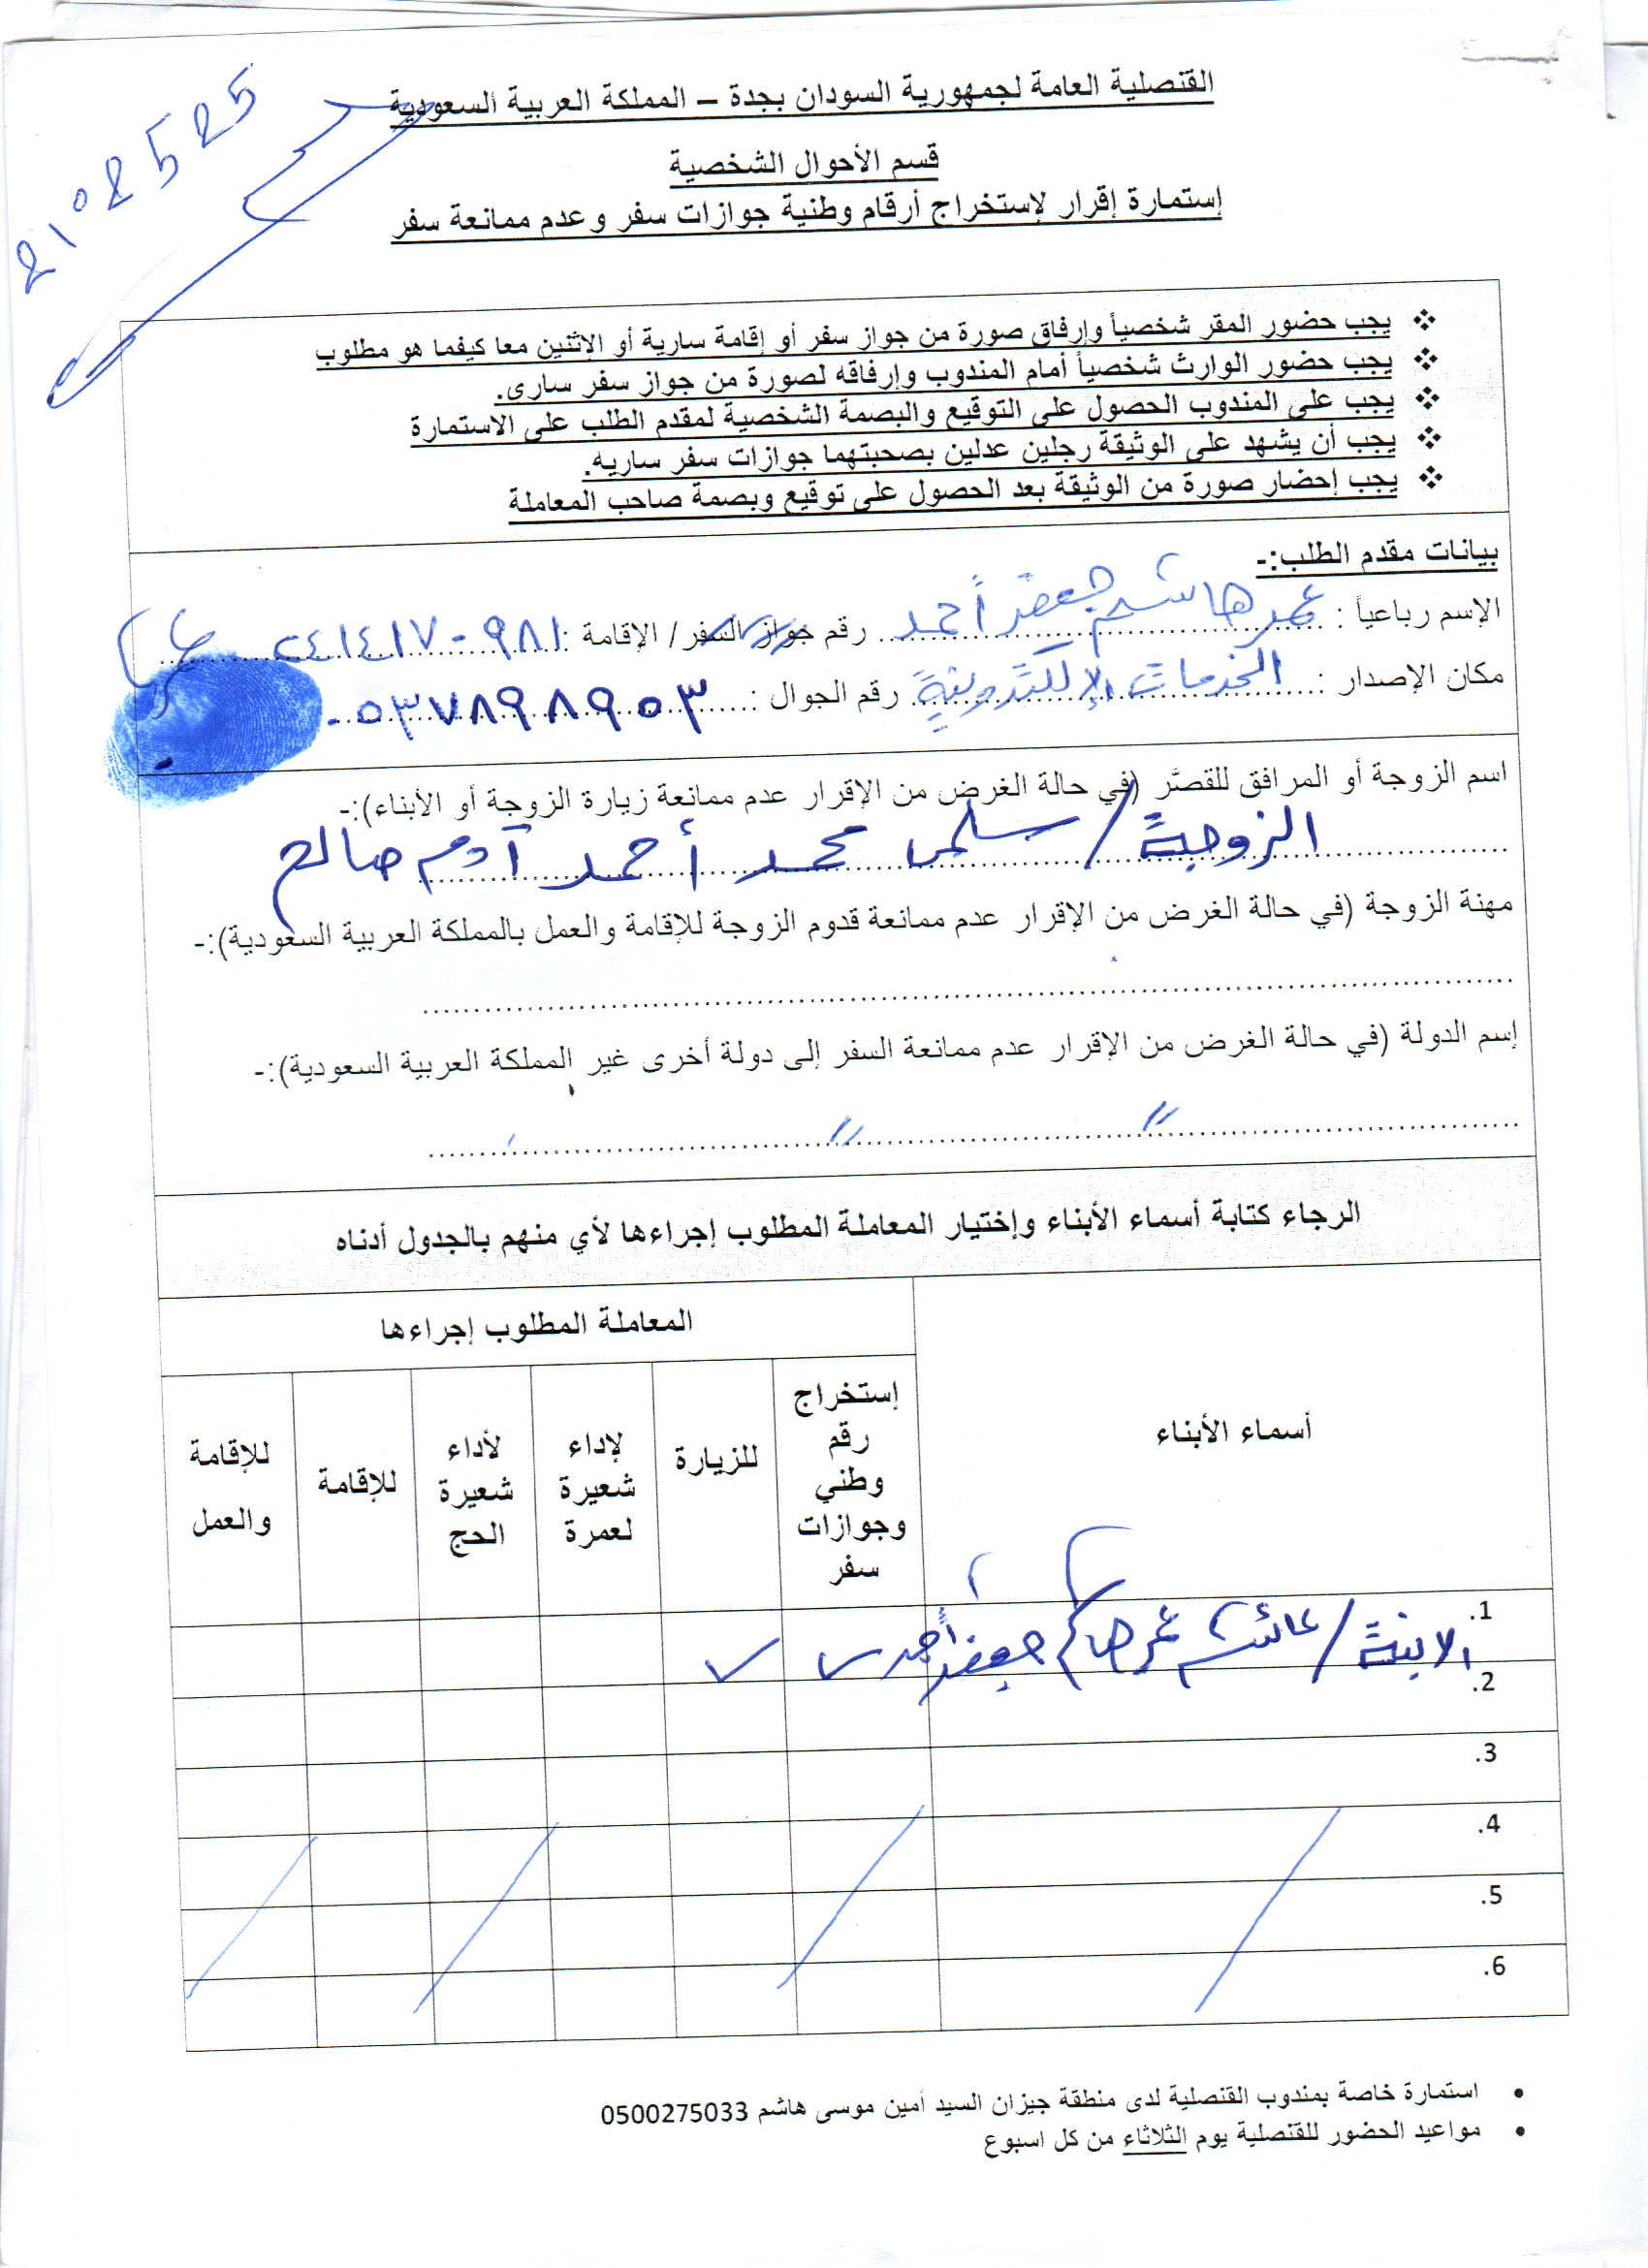 القنصلية العامة لجمهورية السودان بجدة – المملكة العربية السعودية
قسم الأحوال الشخصية
إستمارة إقرار لإستخراج أرقام وطنية جوازات سفر و عدم ممانعة سفر
2102525
❖ يجب حضور المقر شخصياً وإرفاق صورة من جواز سفر أو إقامة سارية أو الإثنين معا كيفما هو مطلوب
❖ يجب حضور الوارث شخصياً أمام المندوب وإرفاقه لصورة من جواز سفر سارى.
❖ يجب على المندوب الحصول على التوقيع والبصمة الشخصية لمقدم الطلب على الاستمارة
❖ يجب أن يشهد على الوثيقة رجلين عدلين بصحبتهما جوازات سفر ساريه.
❖ يجب إحضار صورة من الوثيقة بعد الحصول على توقيع وبصمة صاحب المعاملة
بيانات مقدم الطلب:-
الإسم رباعياً : عمر هاشم جعفر أحمد رقم جواز السفر/ الإقامة : ٢٤١٤١٧٠٩٨١
مكان الإصدار : الخدمات الإلكترونية رقم الجوال : ٠٥٣٧٨٩٨٩٥٣
اسم الزوجة أو المرافق للقصَّر (في حالة الغرض من الإقرار عدم ممانعة زيارة الزوجة أو الأبناء):-
الزوجة / سلمى محمد أحمد آدم صالح
مهنة الزوجة (في حالة الغرض من الإقرار عدم ممانعة قدوم الزوجة للإقامة والعمل بالمملكة العربية السعودية):-
إسم الدولة (في حالة الغرض من الإقرار عدم ممانعة السفر إلى دولة أخرى غير المملكة العربية السعودية):-
〃 〃
الرجاء كتابة أسماء الأبناء وإختيار المعاملة المطلوب إجراءها لأي منهم بالجدول أدناه
المعاملة المطلوب إجراءها
أسماء الأبناء
إستخراج رقم وطني وجوازات سفر
للزيارة
لإداء شعيرة لعمرة
لأداء شعيرة الحج
للإقامة
للإقامة والعمل
1. الابنة / عائشة عمر هاشم جعفر أحمد ✓ ✓
2.
3.
4.
5.
6.
• استمارة خاصة بمندوب القنصلية لدى منطقة جيزان السيد أمين موسى هاشم 0500275033
• مواعيد الحضور للقنصلية يوم الثلاثاء من كل اسبوع